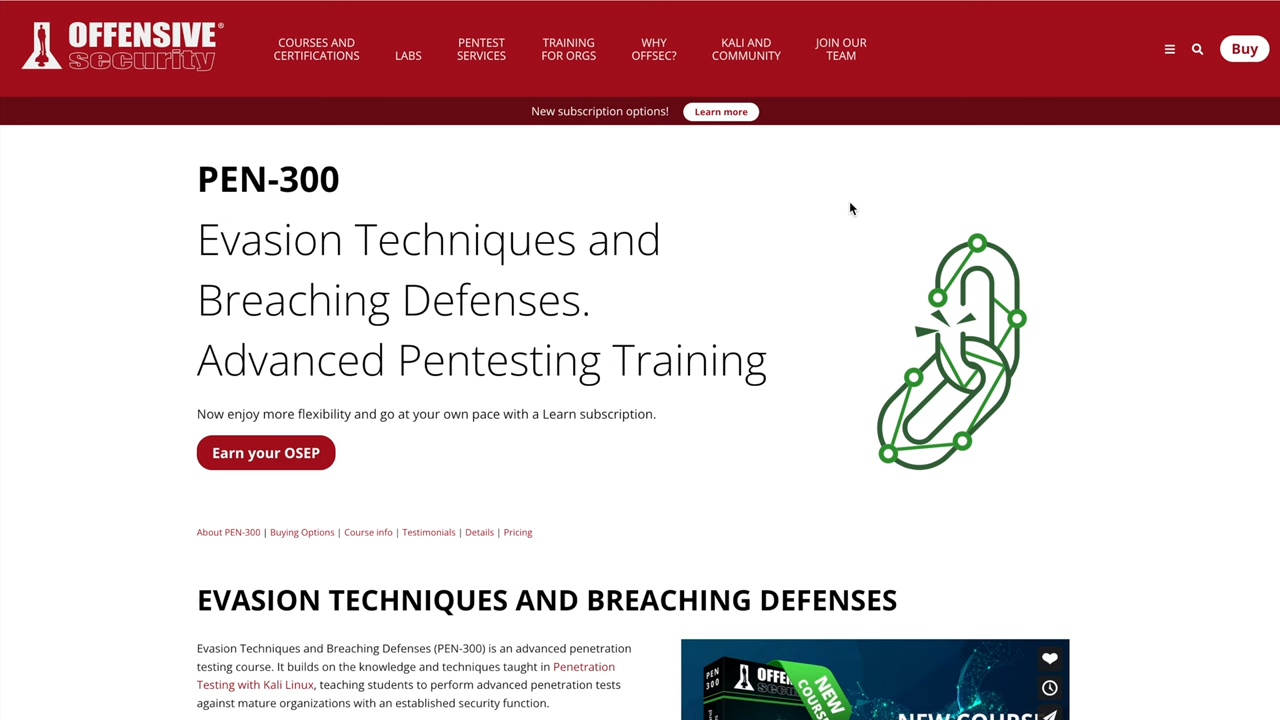 OFFENSIVE
security
COURSES AND
CERTIFICATIONS
LABS
PENTEST
SERVICES
TRAINING
FOR ORGS
WHY
OFFSEC?
KALI AND
COMMUNITY
JOIN OUR
TEAM
Buy
New subscription options!
Learn more
PEN-300
Evasion Techniques and
Breaching Defenses.
Advanced Pentesting Training
Now enjoy more flexibility and go at your own pace with a Learn subscription.
Earn your OSEP
About PEN-300 | Buying Options | Course info | Testimonials | Details | Pricing
EVASION TECHNIQUES AND BREACHING DEFENSES
Evasion Techniques and Breaching Defenses (PEN-300) is an advanced penetration
testing course. It builds on the knowledge and techniques taught in Penetration
Testing with Kali Linux, teaching students to perform advanced penetration tests
against mature organizations with an established security function.
PEN
300
NEW